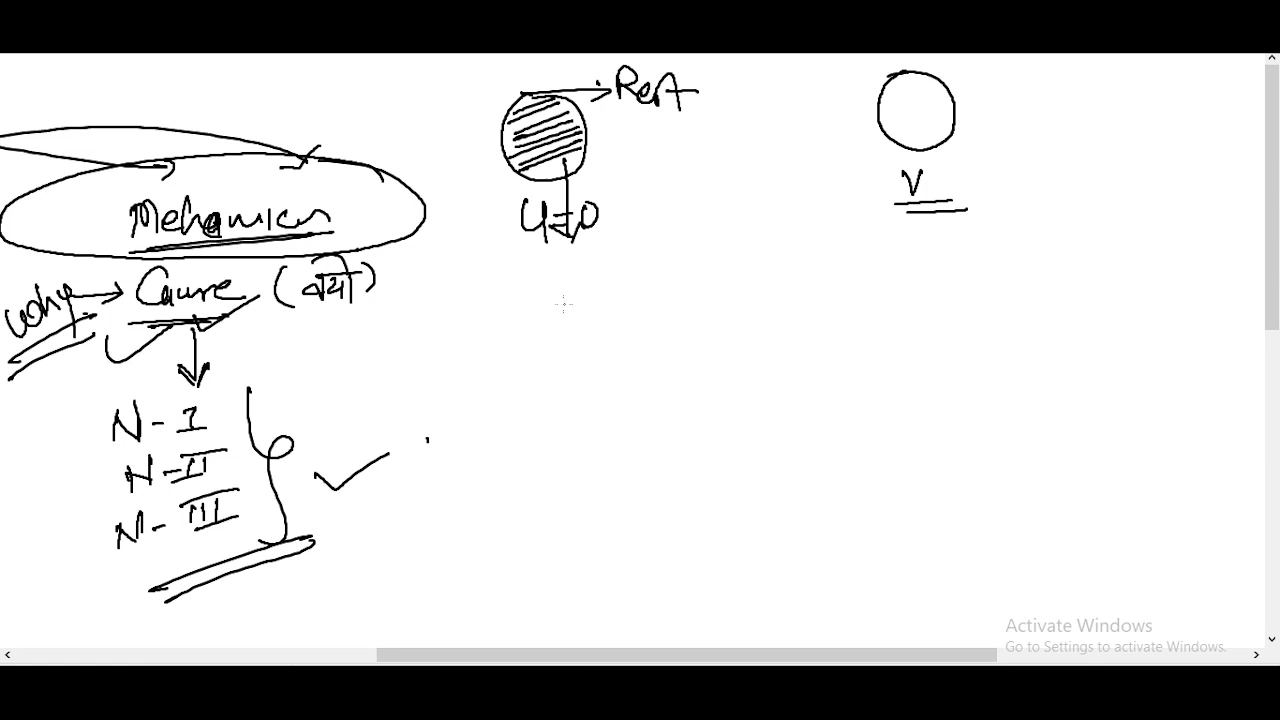 Mehanics
Why → Cause (क्यों)
N - I
N - II
N - III
Rest
u=0
V
Activate Windows
Go to Settings to activate Windows.